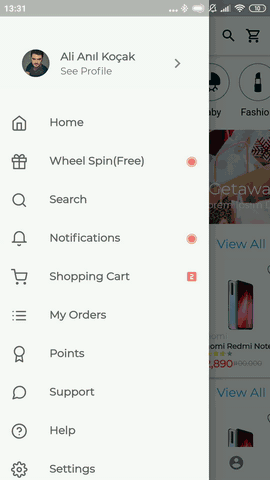 13:31
Ali Anıl Koçak
See Profile
Home
Wheel Spin(Free)
Search
Notifications
Shopping Cart
2
My Orders
Points
Support
Help
Settings
Fashio
Getawa
View All
omi Redmi Note
,890
View All